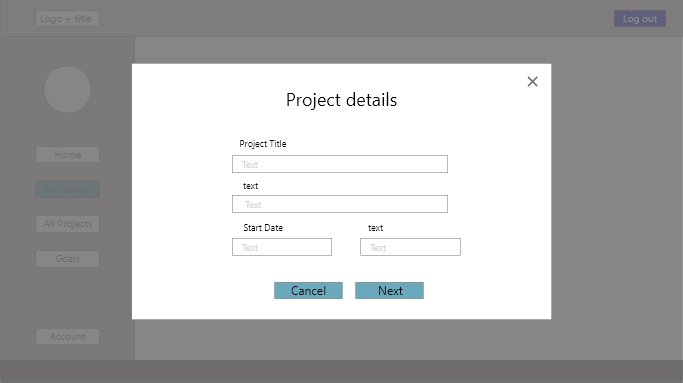 Logo + title
Log out
Project details
Project Title
Text
text
Text
Start Date
text
Text
Text
Cancel
Next
Home
All Projects
Goals
Account